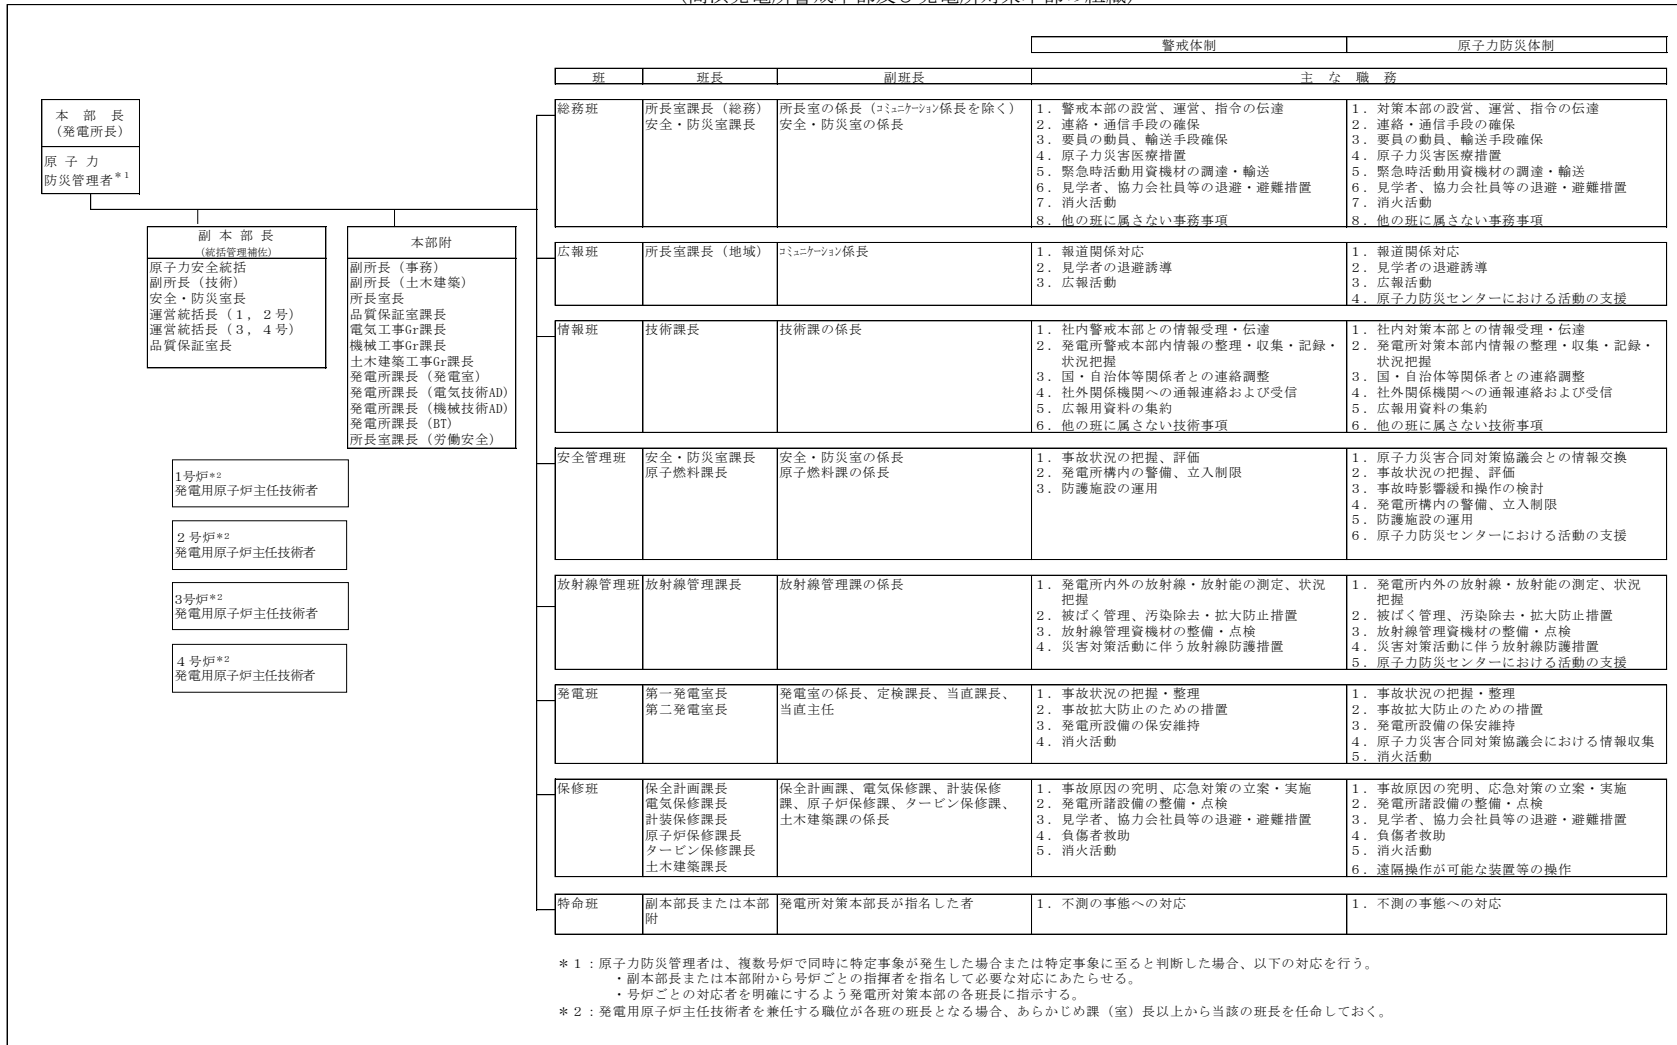 （高浜発電所警戒本部及び発電所対策本部の組織）
警戒体制
原子力防災体制
班
班長
副班長
主 な 職 務
本 部 長
（発電所長）
原 子 力
防災管理者*1
副 本 部 長
（統括管理補佐）
原子力安全統括
副所長（技術）
安全・防災室長
運営統括長（１，２号）
運営統括長（３，４号）
品質保証室長
本部附
副所長（事務）
副所長（土木建築）
所長室長
品質保証室課長
電気工事Gr課長
機械工事Gr課長
土木建築工事Gr課長
発電所課長（発電室）
発電所課長（電気技術AD）
発電所課長（機械技術AD）
発電所課長（BT）
所長室課長（労働安全）
1号炉*2
発電用原子炉主任技術者
２号炉*2
発電用原子炉主任技術者
3号炉*2
発電用原子炉主任技術者
４号炉*2
発電用原子炉主任技術者
総務班
所長室課長（総務）
安全・防災室課長
所長室の係長（ｺﾐｭﾆｹｰｼｮﾝ係長を除く）
安全・防災室の係長
１．警戒本部の設営、運営、指令の伝達
２．連絡・通信手段の確保
３．要員の動員、輸送手段確保
４．原子力災害医療措置
５．緊急時活動用資機材の調達・輸送
６．見学者、協力会社員等の退避・避難措置
７．消火活動
８．他の班に属さない事務事項
１．対策本部の設営、運営、指令の伝達
２．連絡・通信手段の確保
３．要員の動員、輸送手段確保
４．原子力災害医療措置
５．緊急時活動用資機材の調達・輸送
６．見学者、協力会社員等の退避・避難措置
７．消火活動
８．他の班に属さない事務事項
広報班
所長室課長（地域）
ｺﾐｭﾆｹｰｼｮﾝ係長
１．報道関係対応
２．見学者の退避誘導
３．広報活動
１．報道関係対応
２．見学者の退避誘導
３．広報活動
４．原子力防災センターにおける活動の支援
情報班
技術課長
技術課の係長
１．社内警戒本部との情報受理・伝達
２．発電所警戒本部内情報の整理・収集・記録・
状況把握
３．国・自治体等関係者との連絡調整
４．社外関係機関への通報連絡および受信
５．広報用資料の集約
６．他の班に属さない技術事項
１．社内対策本部との情報受理・伝達
２．発電所対策本部内情報の整理・収集・記録・
状況把握
３．国・自治体等関係者との連絡調整
４．社外関係機関への通報連絡および受信
５．広報用資料の集約
６．他の班に属さない技術事項
安全管理班
安全・防災室課長
原子燃料課長
安全・防災室の係長
原子燃料課の係長
１．事故状況の把握、評価
２．発電所構内の警備、立入制限
３．防護施設の運用
１．原子力災害合同対策協議会との情報交換
２．事故状況の把握、評価
３．事故時影響緩和操作の検討
４．発電所構内の警備、立入制限
５．防護施設の運用
６．原子力防災センターにおける活動の支援
放射線管理班
放射線管理課長
放射線管理課の係長
１．発電所内外の放射線・放射能の測定、状況
把握
２．被ばく管理、汚染除去・拡大防止措置
３．放射線管理資機材の整備・点検
４．災害対策活動に伴う放射線防護措置
１．発電所内外の放射線・放射能の測定、状況
把握
２．被ばく管理、汚染除去・拡大防止措置
３．放射線管理資機材の整備・点検
４．災害対策活動に伴う放射線防護措置
５．原子力防災センターにおける活動の支援
発電班
第一発電室長
第二発電室長
発電室の係長、定検課長、当直課長、
当直主任
１．事故状況の把握・整理
２．事故拡大防止のための措置
３．発電所設備の保安維持
４．消火活動
１．事故状況の把握・整理
２．事故拡大防止のための措置
３．発電所設備の保安維持
４．原子力災害合同対策協議会における情報収集
５．消火活動
保修班
保全計画課長
電気保修課長
計装保修課長
原子炉保修課長
タービン保修課長
土木建築課長
保全計画課、電気保修課、計装保修
課、原子炉保修課、タービン保修課、
土木建築課の係長
１．事故原因の究明、応急対策の立案・実施
２．発電所諸設備の整備・点検
３．見学者、協力会社員等の退避・避難措置
４．負傷者救助
５．消火活動
１．事故原因の究明、応急対策の立案・実施
２．発電所諸設備の整備・点検
３．見学者、協力会社員等の退避・避難措置
４．負傷者救助
５．消火活動
６．遠隔操作が可能な装置等の操作
特命班
副本部長または本部
附
発電所対策本部長が指名した者
１．不測の事態への対応
１．不測の事態への対応
＊１：原子力防災管理者は、複数号炉で同時に特定事象が発生した場合または特定事象に至ると判断した場合、以下の対応を行う。
・副本部長または本部附から号炉ごとの指揮者を指名して必要な対応にあたらせる。
・号炉ごとの対応者を明確にするよう発電所対策本部の各班長に指示する。
＊２：発電用原子炉主任技術者を兼任する職位が各班の班長となる場合、あらかじめ課（室）長以上から当該の班長を任命しておく。